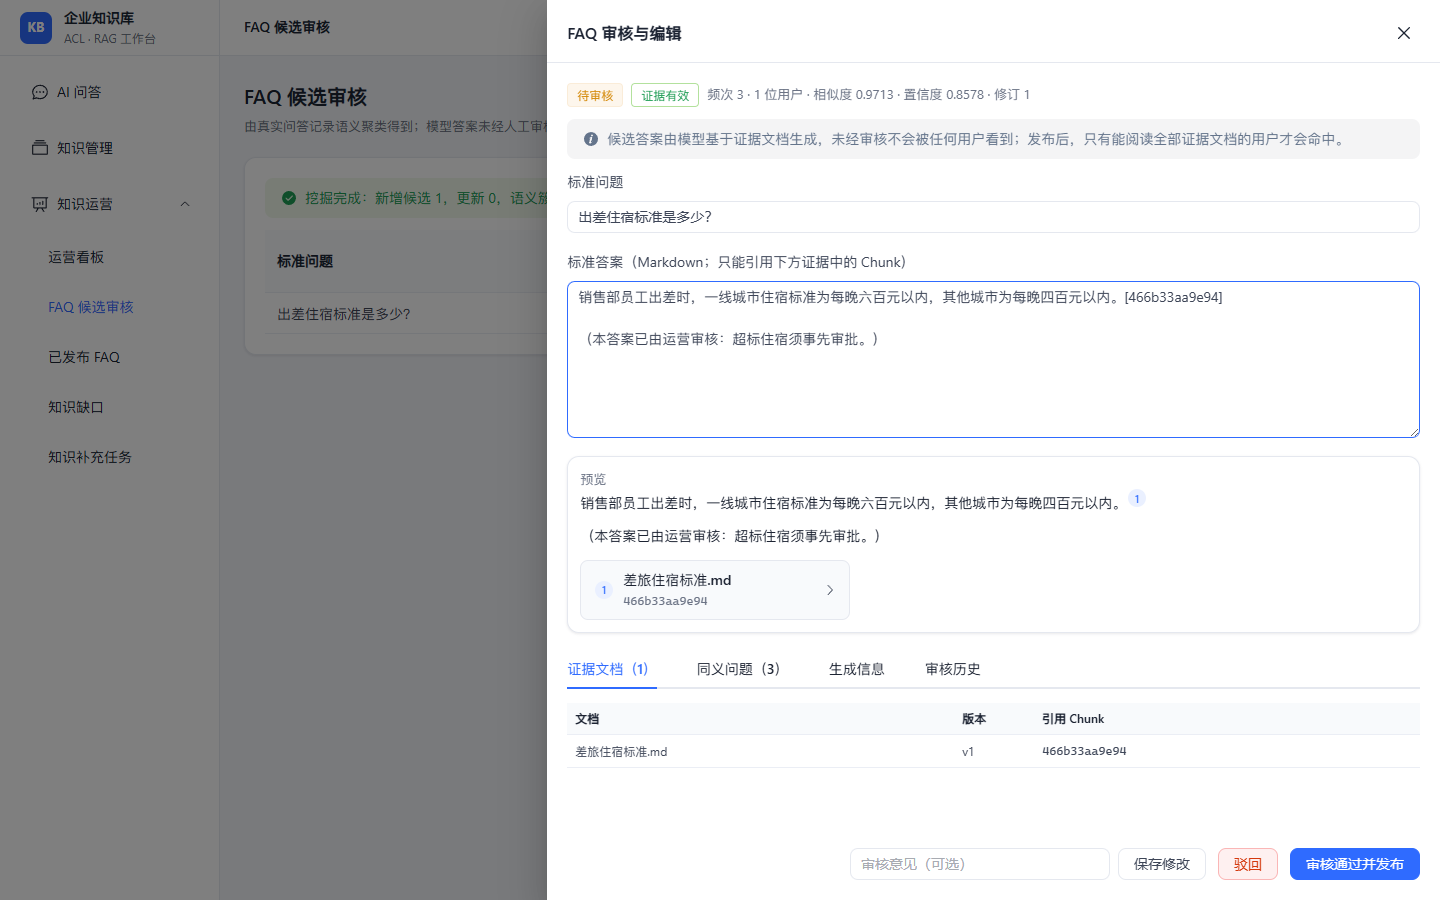 KB
企业知识库
ACL · RAG 工作台
AI 问答
知识管理
知识运营
运营看板
FAQ 候选审核
已发布 FAQ
知识缺口
知识补充任务
FAQ 候选审核
FAQ 候选审核
由真实问答记录语义聚类得到；模型答案未经人工审
挖掘完成：新增候选 1，更新 0，语义
标准问题
出差住宿标准是多少?
FAQ 审核与编辑
待审核
证据有效
频次 3 · 1 位用户 · 相似度 0.9713 · 置信度 0.8578 · 修订 1
候选答案由模型基于证据文档生成，未经审核不会被任何用户看到；发布后，只有能阅读全部证据文档的用户才会命中。
标准问题
出差住宿标准是多少?
标准答案（Markdown；只能引用下方证据中的 Chunk）
销售部员工出差时，一线城市住宿标准为每晚六百元以内，其他城市为每晚四百元以内。[466b33aa9e94]
（本答案已由运营审核：超标住宿须事先审批。）
预览
销售部员工出差时，一线城市住宿标准为每晚六百元以内，其他城市为每晚四百元以内。 1
（本答案已由运营审核：超标住宿须事先审批。）
1
差旅住宿标准.md
466b33aa9e94
证据文档（1）
同义问题（3）
生成信息
审核历史
文档
版本
引用 Chunk
差旅住宿标准.md
v1
466b33aa9e94
审核意见（可选）
保存修改
驳回
审核通过并发布